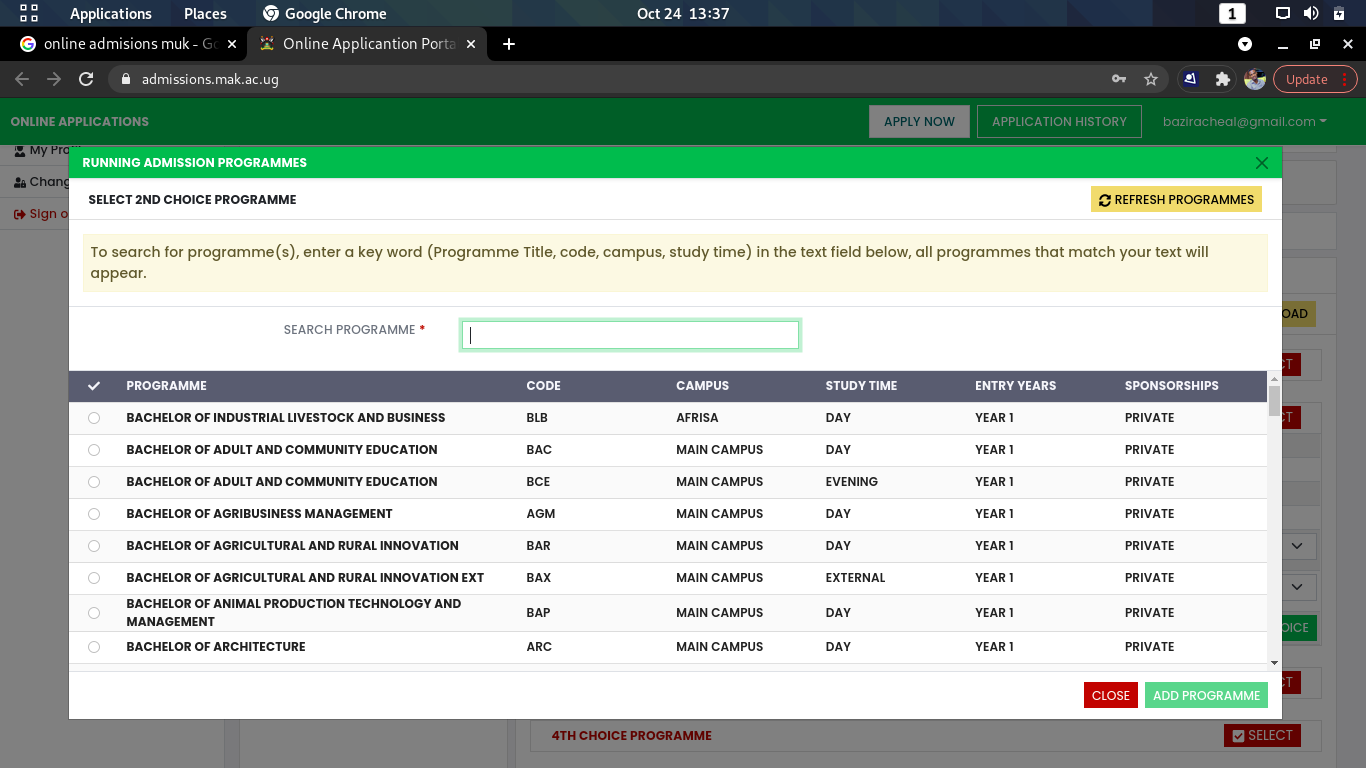 Applications Places Google Chrome Oct 24 13:37 1
online admisions muk - Go Online Applicantion Porta
admissions.mak.ac.ug Update
ONLINE APPLICATIONS APPLY NOW APPLICATION HISTORY baziracheal@gmail.com
My Profi
RUNNING ADMISSION PROGRAMMES
Chang
SELECT 2ND CHOICE PROGRAMME REFRESH PROGRAMMES
Sign o
To search for programme(s), enter a key word (Programme Title, code, campus, study time) in the text field below, all programmes that match your text will
appear.
OAD
SEARCH PROGRAMME *
CT
PROGRAMME CODE CAMPUS STUDY TIME ENTRY YEARS SPONSORSHIPS
BACHELOR OF INDUSTRIAL LIVESTOCK AND BUSINESS BLB AFRISA DAY YEAR 1 PRIVATE
CT
BACHELOR OF ADULT AND COMMUNITY EDUCATION BAC MAIN CAMPUS DAY YEAR 1 PRIVATE
BACHELOR OF ADULT AND COMMUNITY EDUCATION BCE MAIN CAMPUS EVENING YEAR 1 PRIVATE
BACHELOR OF AGRIBUSINESS MANAGEMENT AGM MAIN CAMPUS DAY YEAR 1 PRIVATE
BACHELOR OF AGRICULTURAL AND RURAL INNOVATION BAR MAIN CAMPUS DAY YEAR 1 PRIVATE
BACHELOR OF AGRICULTURAL AND RURAL INNOVATION EXT BAX MAIN CAMPUS EXTERNAL YEAR 1 PRIVATE
BACHELOR OF ANIMAL PRODUCTION TECHNOLOGY AND
MANAGEMENT BAP MAIN CAMPUS DAY YEAR 1 PRIVATE
OICE
BACHELOR OF ARCHITECTURE ARC MAIN CAMPUS DAY YEAR 1 PRIVATE
CT
CLOSE ADD PROGRAMME
4TH CHOICE PROGRAMME SELECT